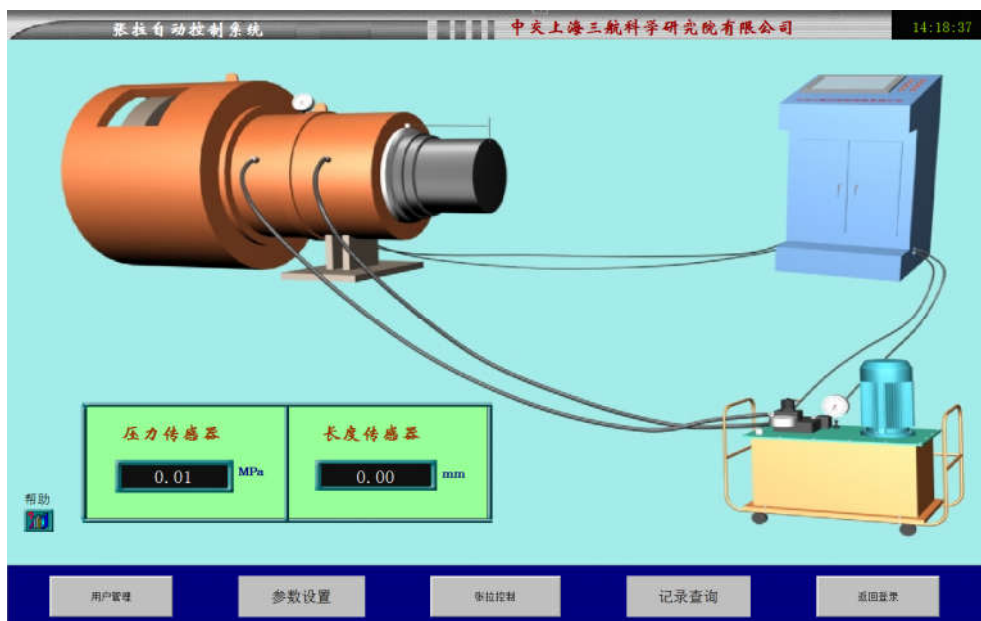 张拉自动控制系统
中交上海三航科学研究院有限公司
14:18:37
压力传感器
长度传感器
0.01 MPa
0.00 mm
帮助
用户管理
参数设置
张拉控制
记录查询
返回登录